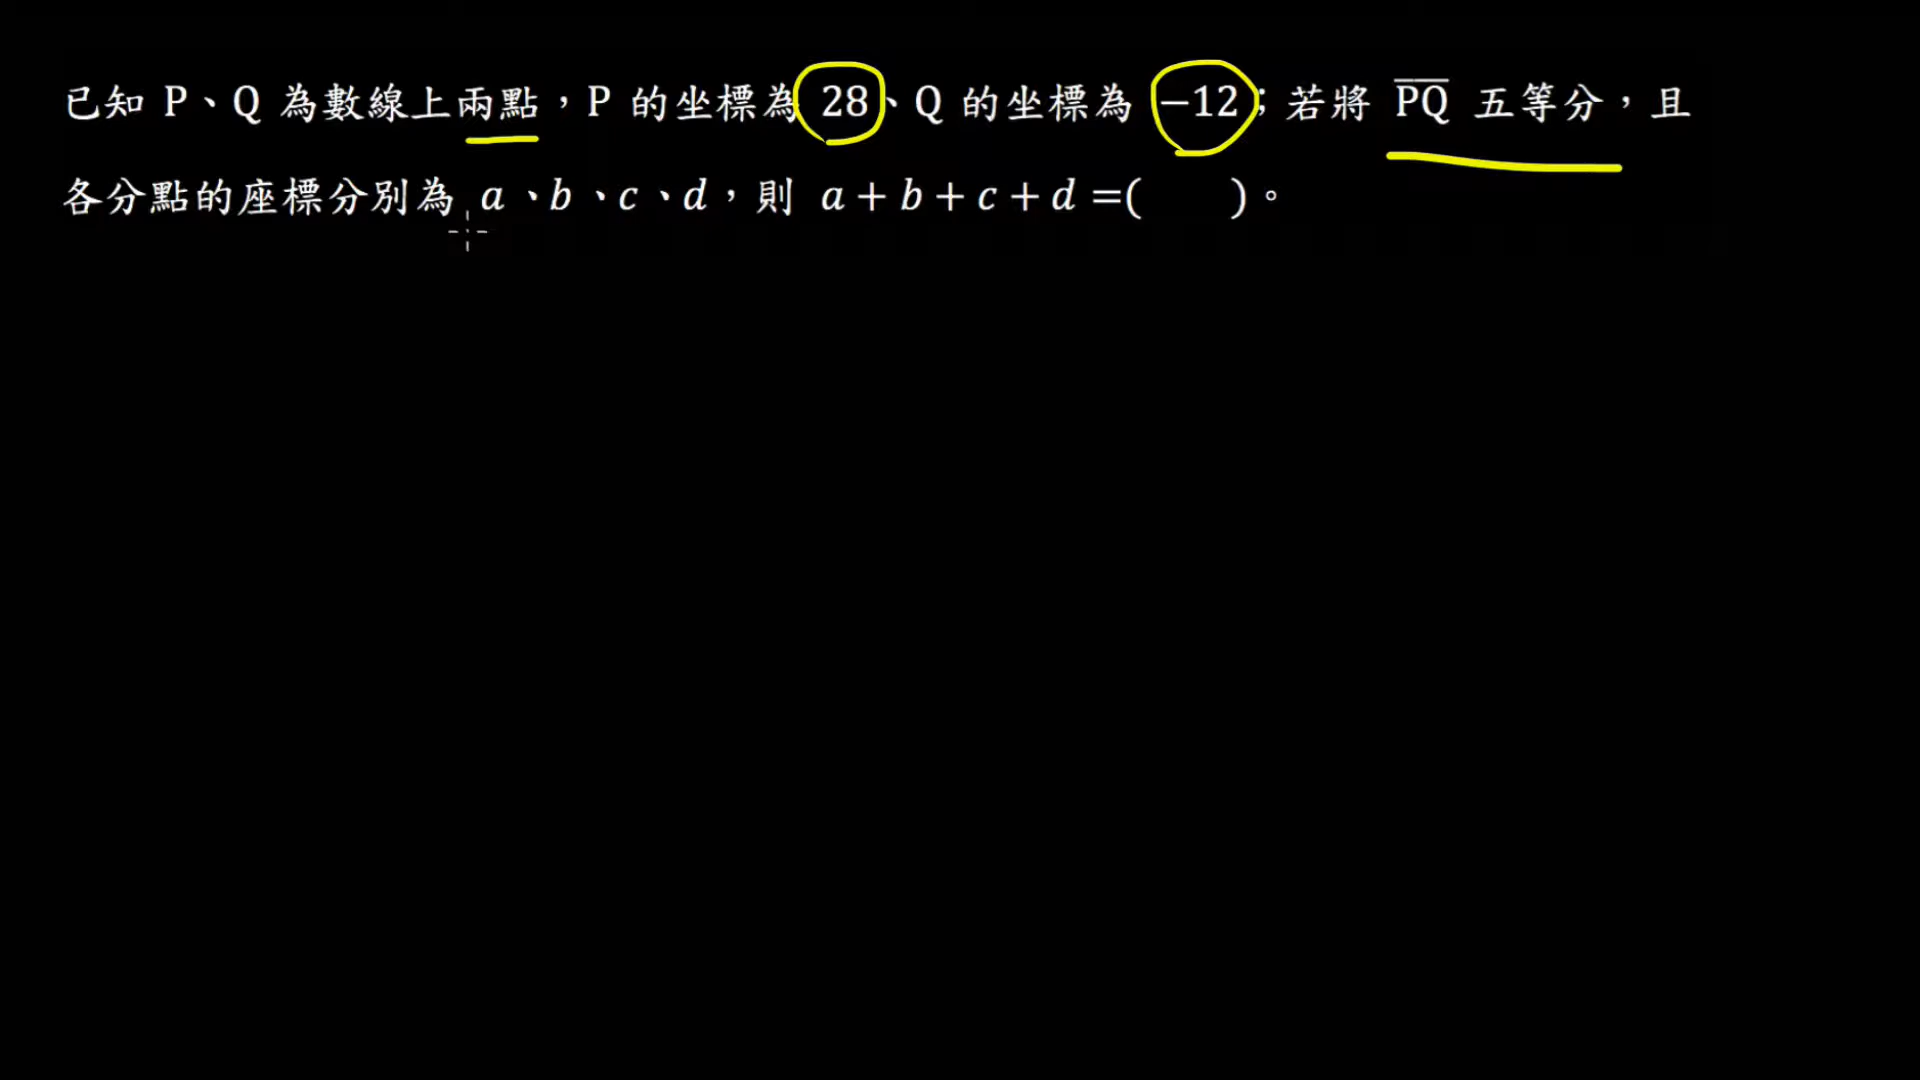 已知 P、Q 為數線上兩點，P 的坐標為 28、Q 的坐標為 −12；若將 P̅Q̅ 五等分，且
各分點的座標分別為 a、b、c、d，則 a + b + c + d =(　　)。